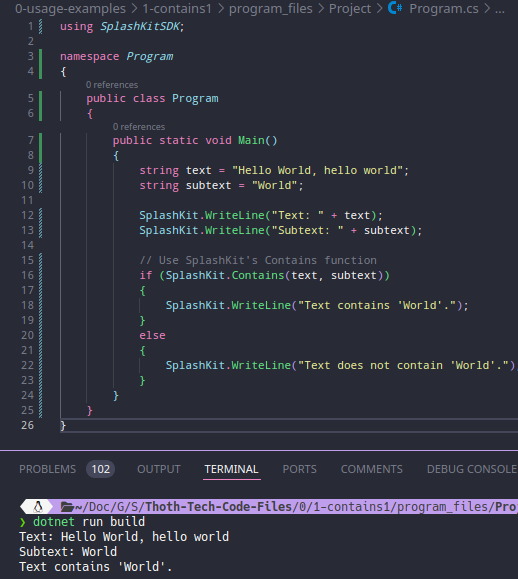 0-usage-examples > 1-contains1 > program_files > Project > Program.cs > ...
1 using SplashKitSDK;
2
3 namespace Program
4 {
0 references
5 public class Program
6 {
0 references
7 public static void Main()
8 {
9 string text = "Hello World, hello world";
10 string subtext = "World";
11
12 SplashKit.WriteLine("Text: " + text);
13 SplashKit.WriteLine("Subtext: " + subtext);
14
15 // Use SplashKit's Contains function
16 if (SplashKit.Contains(text, subtext))
17 {
18 SplashKit.WriteLine("Text contains 'World'.");
19 }
20 else
21 {
22 SplashKit.WriteLine("Text does not contain 'World'.")
23 }
24 }
25 }
26 }
PROBLEMS 102 OUTPUT TERMINAL PORTS COMMENTS DEBUG CONSOLE
~/Doc/G/S/Thoth-Tech-Code-Files/0/1-contains1/program_files/Pro
❯ dotnet run build
Text: Hello World, hello world
Subtext: World
Text contains 'World'.